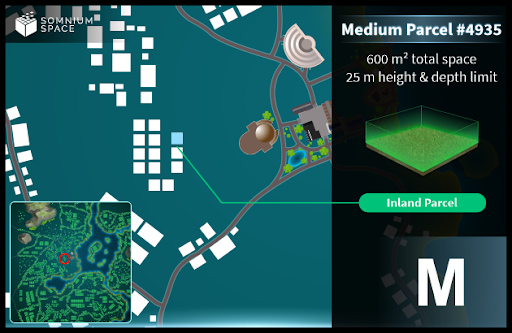 SOMNIUM
SPACE
Medium Parcel #4935
600 m² total space
25 m height & depth limit
Inland Parcel
M